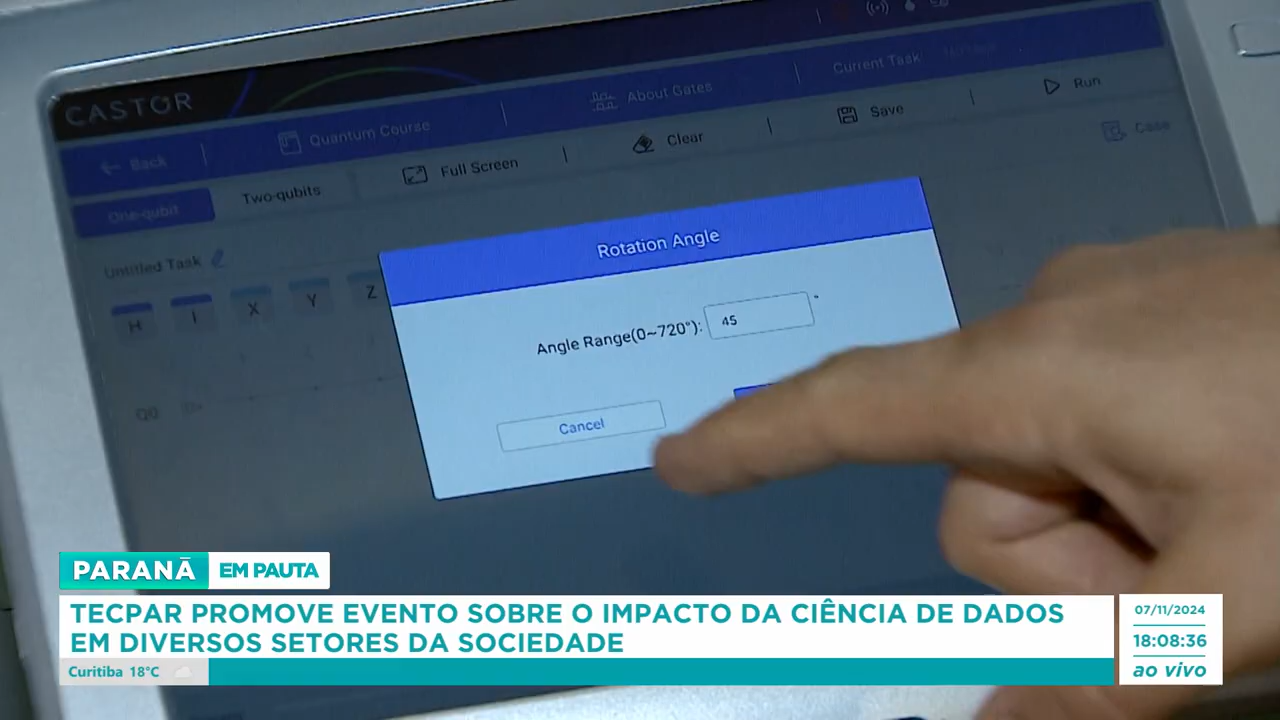 CASTOR
Back
Quantum Course
About Gates
Current Task
One-qubit
Two-qubits
Full Screen
Clear
Save
Run
Case
Untitled Task
H I X Y Z
Q0
Rotation Angle
Angle Range(0~720°): 45 °
Cancel
PARANÁ EM PAUTA
TECPAR PROMOVE EVENTO SOBRE O IMPACTO DA CIÊNCIA DE DADOS
EM DIVERSOS SETORES DA SOCIEDADE
Curitiba 18°C
07/11/2024
18:08:36
ao vivo